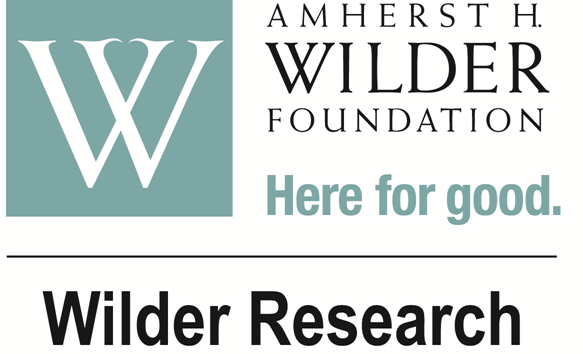 W
AMHERST H.
WILDER
FOUNDATION
Here for good.
Wilder Research